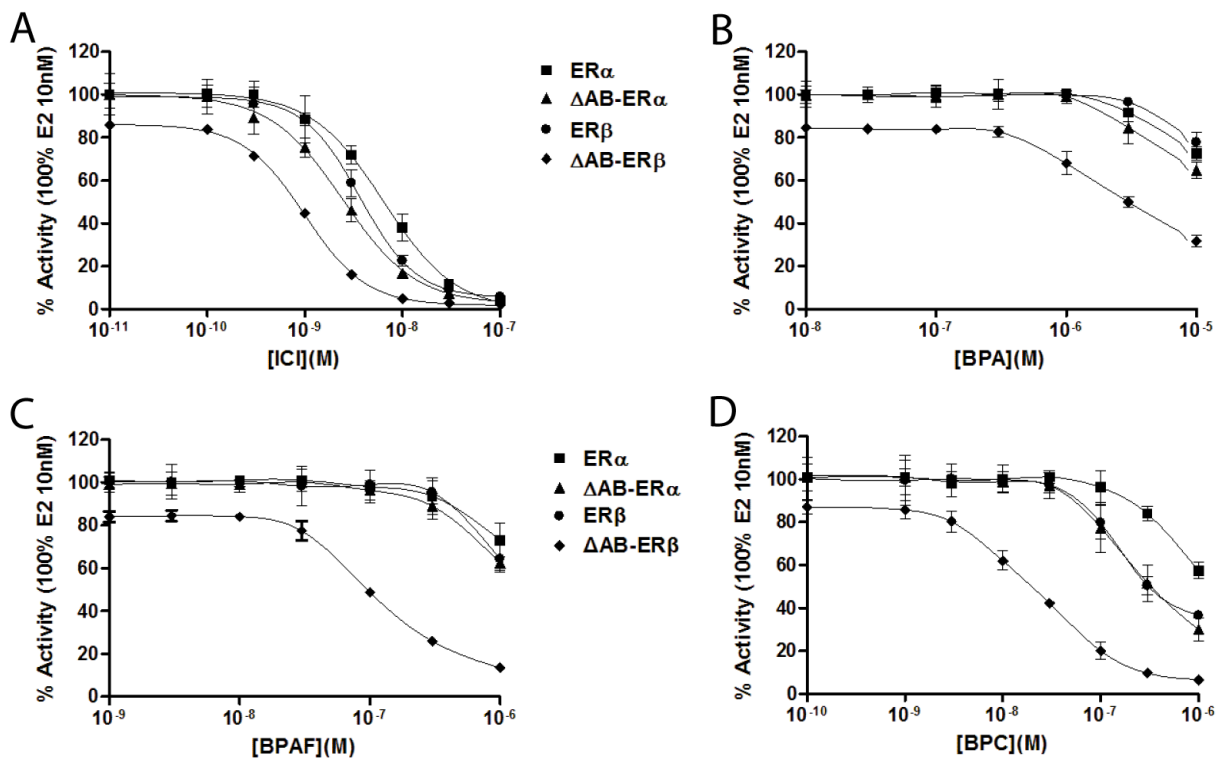 A
% Activity (100% E2 10nM)
120
100
80
60
40
20
0
10-11
10-10
10-9
10-8
10-7
[ICI](M)
ERα
ΔAB-ERα
ERβ
ΔAB-ERβ
B
% Activity (100% E2 10nM)
120
100
80
60
40
20
0
10-8
10-7
10-6
10-5
[BPA](M)
C
% Activity (100% E2 10nM)
120
100
80
60
40
20
0
10-9
10-8
10-7
10-6
[BPAF](M)
ERα
ΔAB-ERα
ERβ
ΔAB-ERβ
D
% Activity (100% E2 10nM)
120
100
80
60
40
20
0
10-10
10-9
10-8
10-7
10-6
[BPC](M)